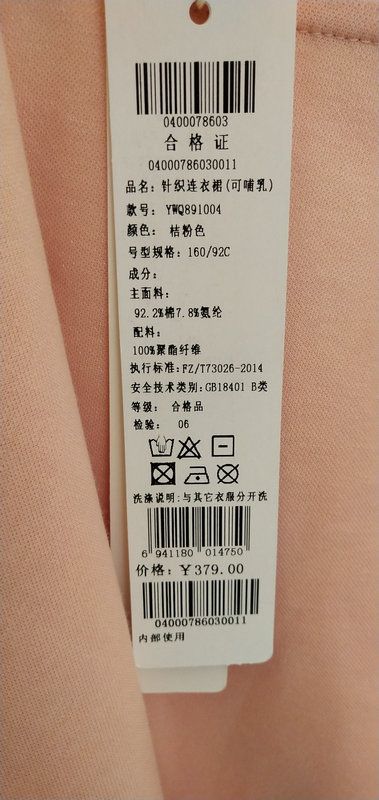 0400078603
合格证
04000786030011
品名：针织连衣裙(可哺乳)
款号： YWQ891004
颜色： 桔粉色
号型规格：160/92C
成分：
主面料：
92.2%棉7.8%氨纶
配料：
100%聚酯纤维
执行标准：FZ/T73026-2014
安全技术类别：GB18401 B类
等级： 合格品
检验： 06
洗涤说明：与其它衣服分开洗
6 941180 014750
价格：￥379.00
04000786030011
内部使用